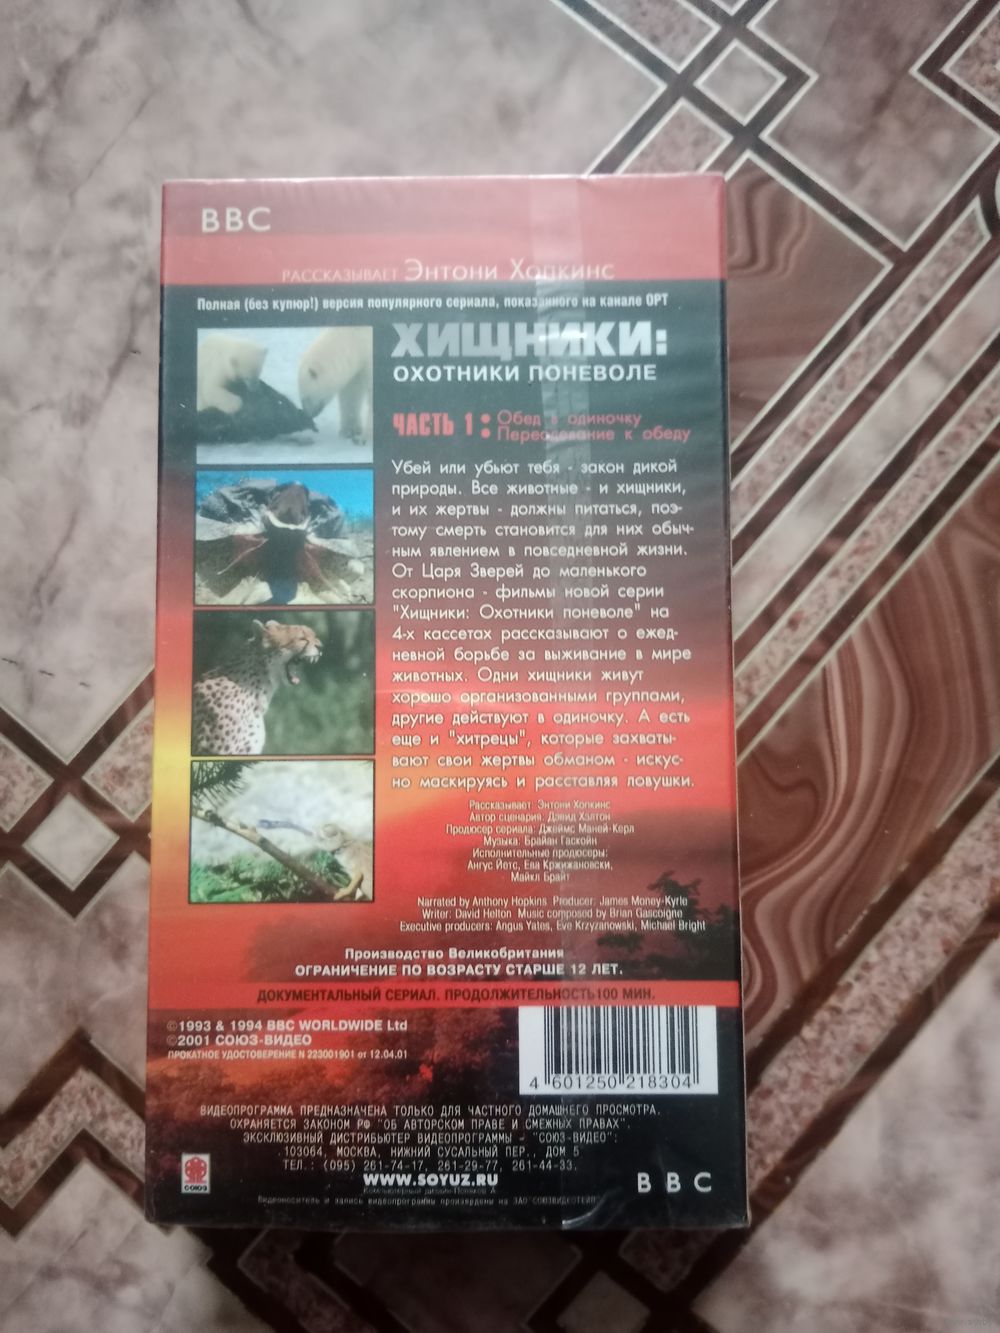 BBC
РАССКАЗЫВАЕТ ЭНТОНИ ХОПКИНС
Полная (без купюр!) версия популярного сериала, показанного на канале ОРТ
ХИЩНИКИ:
ОХОТНИКИ ПОНЕВОЛЕ
ЧАСТЬ 1: Обед в одиночку
Переодевание к обеду
Убей или убьют тебя - закон дикой
природы. Все животные - и хищники,
и их жертвы - должны питаться, поэ-
тому смерть становится для них обыч-
ным явлением в повседневной жизни.
От Царя Зверей до маленького
скорпиона - фильмы новой серии
"Хищники: Охотники поневоле" на
4-х кассетах рассказывают о ежед-
невной борьбе за выживание в мире
животных. Одни хищники живут
хорошо организованными группами,
другие действуют в одиночку. А есть
еще и "хитрецы", которые захваты-
вают свои жертвы обманом - искус-
но маскируясь и расставляя ловушки.
Рассказывает: Энтони Хопкинс
Автор сценария: Дэвид Хэлтон
Продюсер сериала: Джеймс Маней-Керл
Музыка: Брайан Гаскойн
Исполнительные продюсеры:
Ангус Йетс, Ева Кржижановски,
Майкл Брайт
Narrated by Anthony Hopkins Producer: James Money-Kyrle
Writer: David Helton Music composed by Brian Gascoigne
Executive producers: Angus Yates, Eve Krzyzanowski, Michael Bright
Производство Великобритания
ОГРАНИЧЕНИЕ ПО ВОЗРАСТУ СТАРШЕ 12 ЛЕТ.
ДОКУМЕНТАЛЬНЫЙ СЕРИАЛ. ПРОДОЛЖИТЕЛЬНОСТЬ 100 МИН.
©1993 & 1994 BBC WORLDWIDE Ltd
©2001 СОЮЗ-ВИДЕО
ПРОКАТНОЕ УДОСТОВЕРЕНИЕ N 223001901 от 12.04.01
4 601250 218304
ВИДЕОПРОГРАММА ПРЕДНАЗНАЧЕНА ТОЛЬКО ДЛЯ ЧАСТНОГО ДОМАШНЕГО ПРОСМОТРА.
ОХРАНЯЕТСЯ ЗАКОНОМ РФ "ОБ АВТОРСКОМ ПРАВЕ И СМЕЖНЫХ ПРАВАХ".
ЭКСКЛЮЗИВНЫЙ ДИСТРИБЬЮТЕР ВИДЕОПРОГРАММЫ - "СОЮЗ-ВИДЕО":
103064, МОСКВА, НИЖНИЙ СУСАЛЬНЫЙ ПЕР., ДОМ 5
ТЕЛ.: (095) 261-74-17, 261-29-77, 261-44-33.
WWW.SOYUZ.RU
СОЮЗ
BBC
Компьютерный дизайн-Поляков А.
Видеоноситель и запись видеопрограммы произведены на ЗАО "СОЮЗВИДЕОТЕЙП"